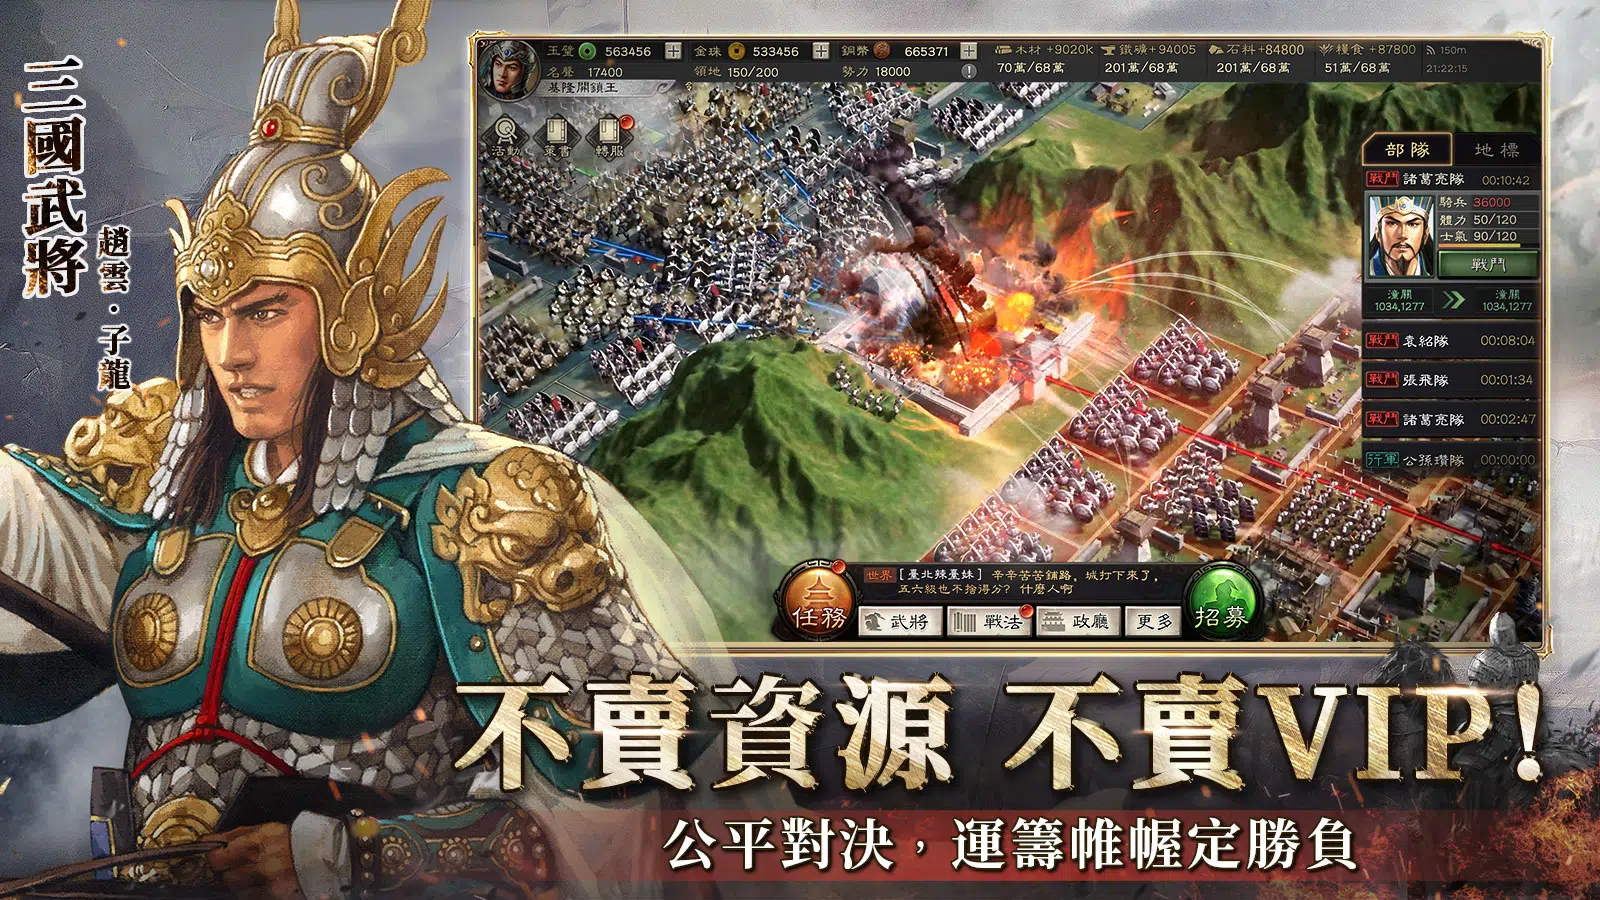 三國武將
趙雲・子龍
玉璧 563456
金珠 533456
銅幣 665371
木材 +9020k
鐵礦+94005
石料+84800
糧食 +87800
150m
名聲 17400
領地 150/200
勢力 18000
70萬/68萬
201萬/68萬
201萬/68萬
51萬/68萬
21:22:15
基隆開鎖王
活動
策書
轉服
部隊
地標
戰鬥 諸葛亮隊 00:10:42
騎兵 36000
體力 50/120
士氣 90/120
戰鬥
潼關
1034,1277
潼關
1034,1277
戰鬥 袁紹隊 00:08:04
戰鬥 張飛隊 00:01:34
戰鬥 諸葛亮隊 00:02:47
行軍 公孫瓚隊 00:00:00
世界 [臺北辣臺妹] 辛辛苦苦鋪路，城打下來了，
五六級也不捨得分？什麼人啊
任務
武將
戰法
政廳
更多
招募
不賣資源 不賣VIP!
公平對決，運籌帷幄定勝負